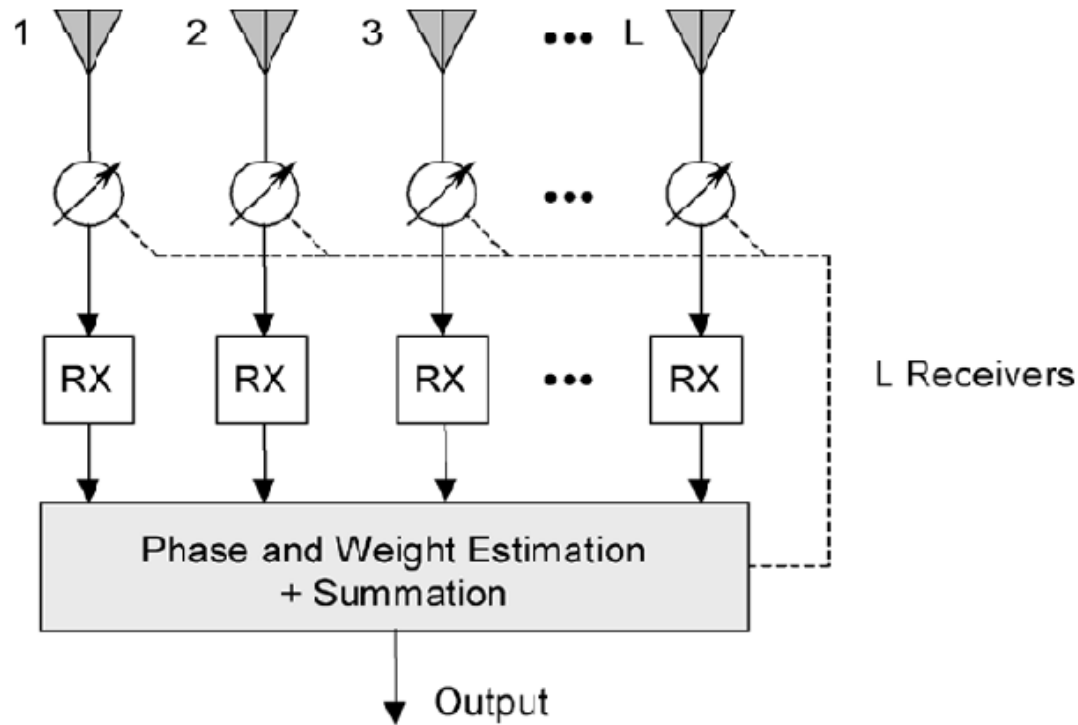 1 2 3 ••• L
•••
RX RX RX ••• RX
L Receivers
Phase and Weight Estimation
+ Summation
Output